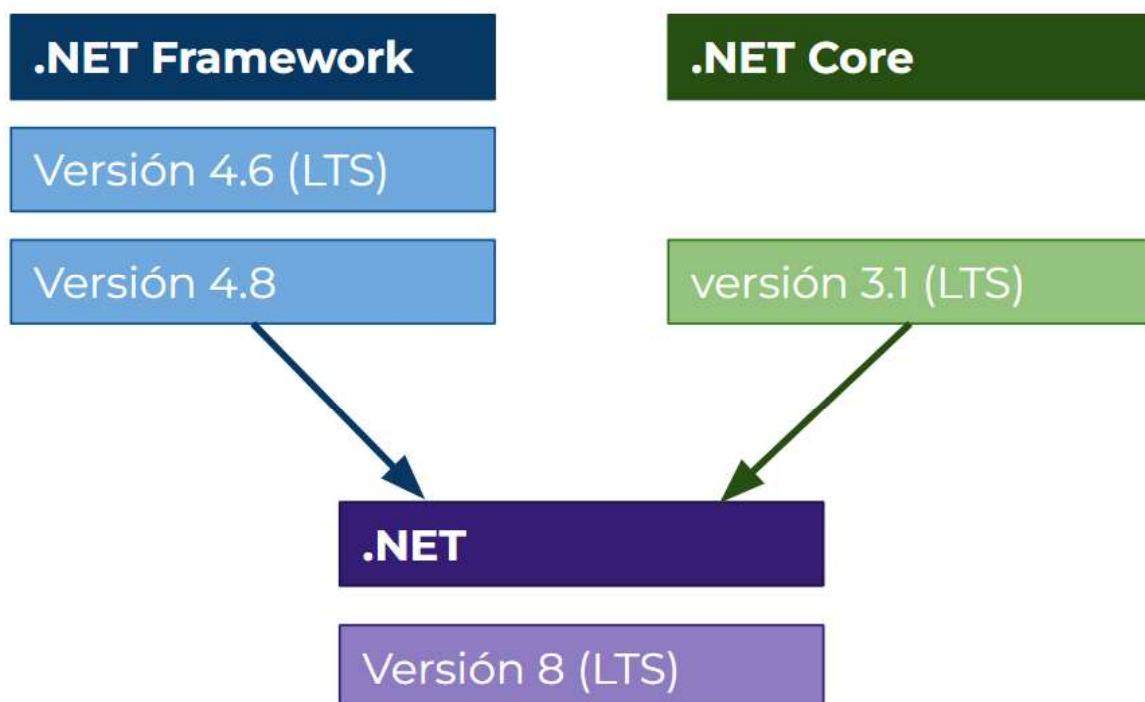 .NET Framework
.NET Core
Versión 4.6 (LTS)
Versión 4.8
versión 3.1 (LTS)
.NET
Versión 8 (LTS)